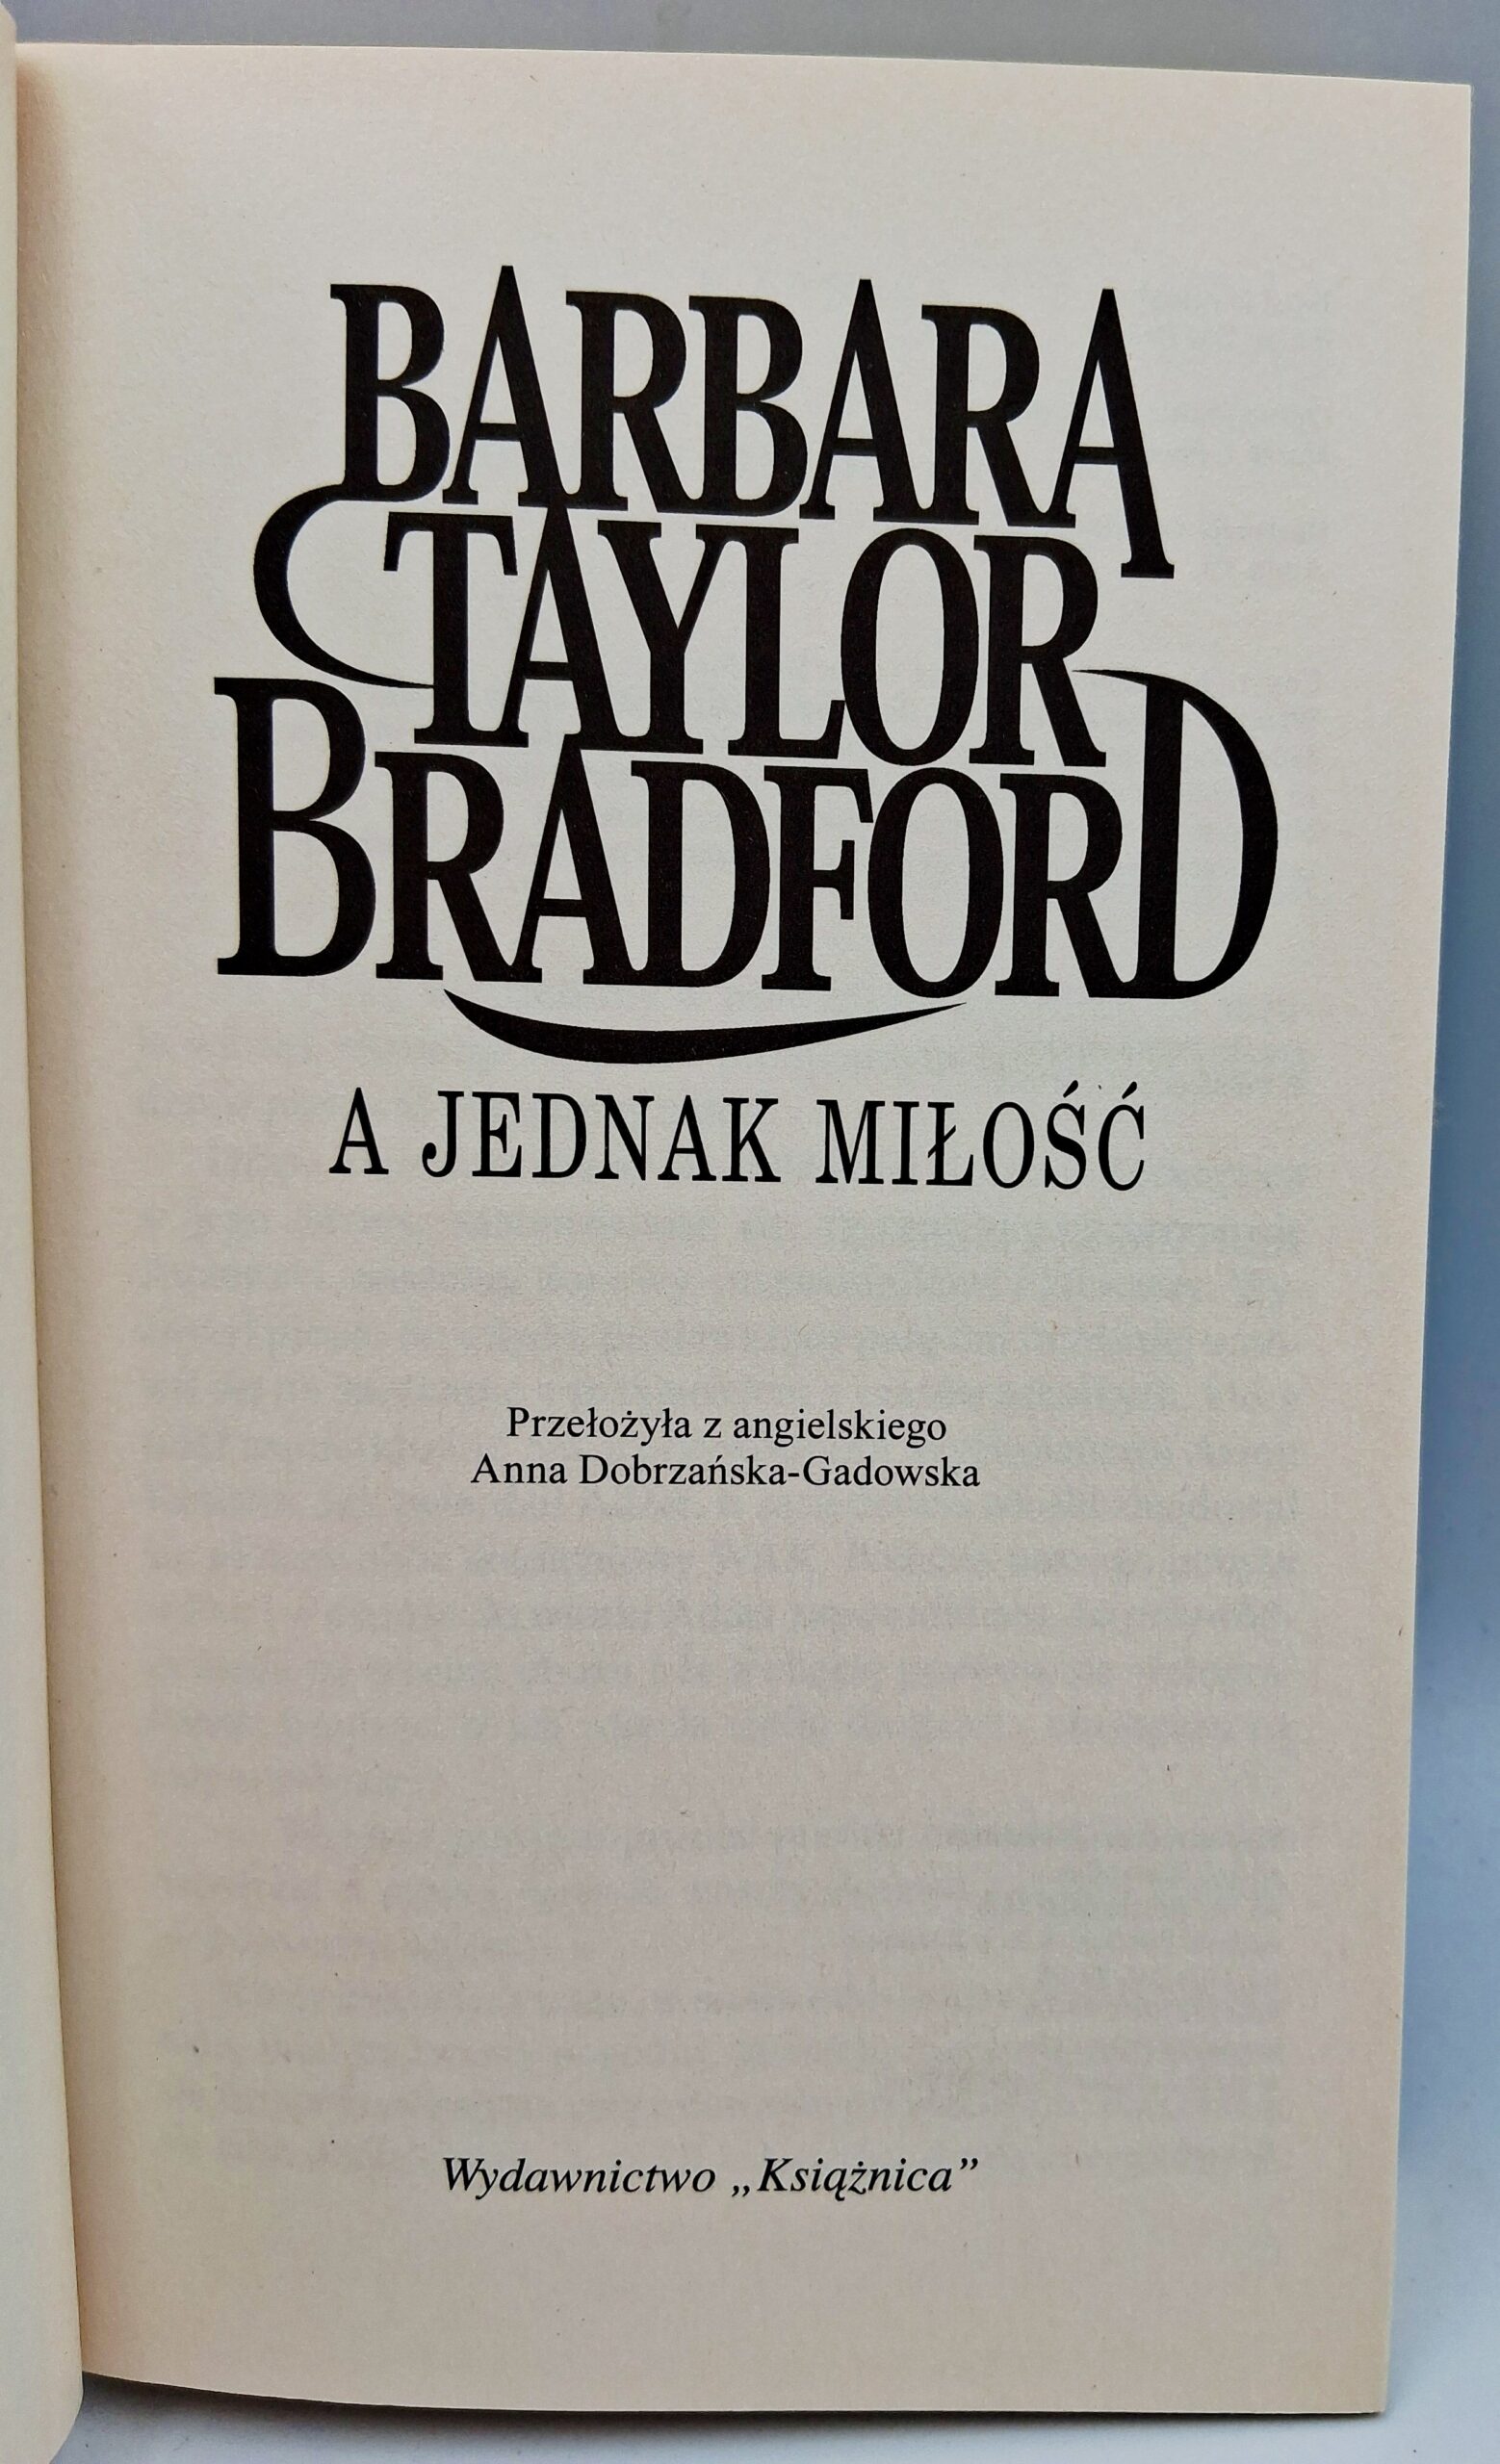 BARBARA
TAYLOR
BRADFORD
A JEDNAK MIŁOŚĆ
Przełożyła z angielskiego
Anna Dobrzańska-Gadowska
Wydawnictwo „Książnica”